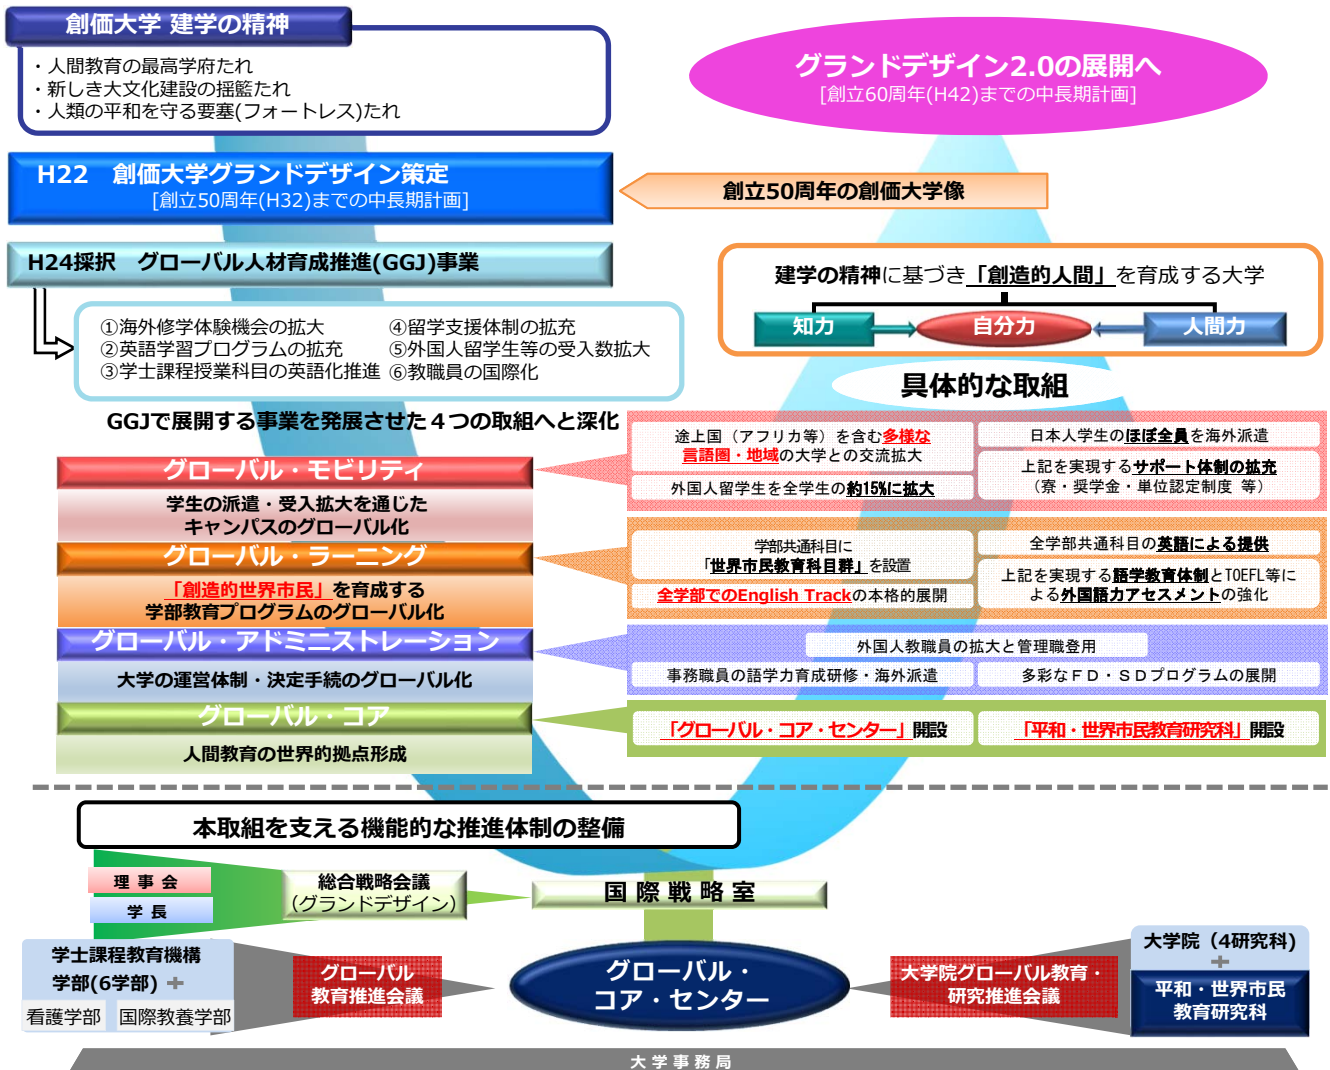 創価大学 建学の精神
・人間教育の最高学府たれ
・新しき大文化建設の揺籃たれ
・人類の平和を守る要塞(フォートレス)たれ
グランドデザイン2.0の展開へ
[創立60周年(H42)までの中長期計画]
H22　創価大学グランドデザイン策定
[創立50周年(H32)までの中長期計画]
創立50周年の創価大学像
H24採択　グローバル人材育成推進(GGJ)事業
①海外修学体験機会の拡大
②英語学習プログラムの拡充
③学士課程授業科目の英語化推進
④留学支援体制の拡充
⑤外国人留学生等の受入数拡大
⑥教職員の国際化
建学の精神に基づき「創造的人間」を育成する大学
知力
自分力
人間力
具体的な取組
GGJで展開する事業を発展させた４つの取組へと深化
グローバル・モビリティ
学生の派遣・受入拡大を通じた
キャンパスのグローバル化
途上国（アフリカ等）を含む多様な
言語圏・地域の大学との交流拡大
外国人留学生を全学生の約15%に拡大
日本人学生のほぼ全員を海外派遣
上記を実現するサポート体制の拡充
（寮・奨学金・単位認定制度 等）
グローバル・ラーニング
「創造的世界市民」を育成する
学部教育プログラムのグローバル化
学部共通科目に
「世界市民教育科目群」を設置
全学部でのEnglish Trackの本格的展開
全学部共通科目の英語による提供
上記を実現する語学教育体制とTOEFL等に
よる外国語力アセスメントの強化
グローバル・アドミニストレーション
大学の運営体制・決定手続のグローバル化
外国人教職員の拡大と管理職登用
事務職員の語学力育成研修・海外派遣
多彩なＦＤ・ＳＤプログラムの展開
グローバル・コア
人間教育の世界的拠点形成
「グローバル・コア・センター」開設
「平和・世界市民教育研究科」開設
本取組を支える機能的な推進体制の整備
理事会
学長
総合戦略会議
(グランドデザイン)
国際戦略室
学士課程教育機構
学部(6学部) ＋
看護学部
国際教養学部
グローバル
教育推進会議
グローバル・
コア・センター
大学院グローバル教育・
研究推進会議
大学院（4研究科)
＋
平和・世界市民
教育研究科
大学事務局